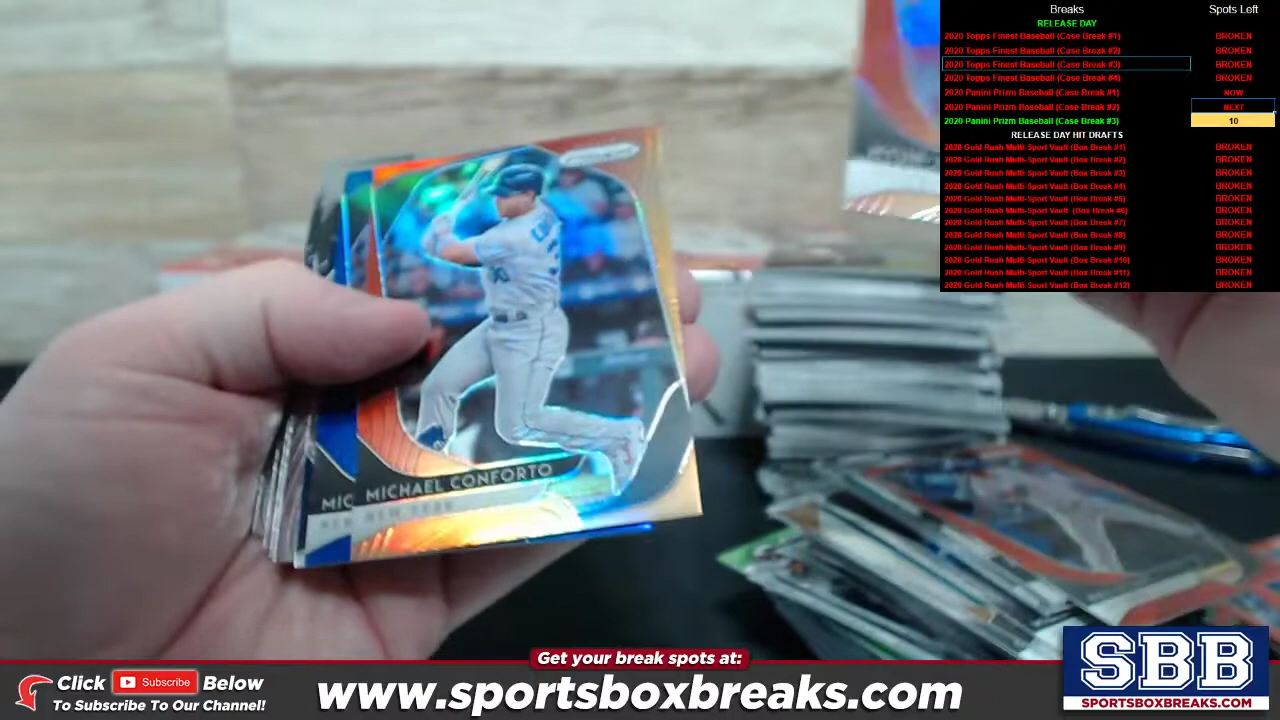 Breaks Spots Left
RELEASE DAY
2020 Topps Finest Baseball (Case Break #1) BROKEN
2020 Topps Finest Baseball (Case Break #2) BROKEN
2020 Topps Finest Baseball (Case Break #3) BROKEN
2020 Topps Finest Baseball (Case Break #4) BROKEN
2020 Panini Prizm Baseball (Case Break #1) NOW
2020 Panini Prizm Baseball (Case Break #2) NEXT
2020 Panini Prizm Baseball (Case Break #3) 10
RELEASE DAY HIT DRAFTS
2020 Gold Rush Multi-Sport Vault (Box Break #1) BROKEN
2020 Gold Rush Multi-Sport Vault (Box Break #2) BROKEN
2020 Gold Rush Multi-Sport Vault (Box Break #3) BROKEN
2020 Gold Rush Multi-Sport Vault (Box Break #4) BROKEN
2020 Gold Rush Multi-Sport Vault (Box Break #5) BROKEN
2020 Gold Rush Multi-Sport Vault (Box Break #6) BROKEN
2020 Gold Rush Multi-Sport Vault (Box Break #7) BROKEN
2020 Gold Rush Multi-Sport Vault (Box Break #8) BROKEN
2020 Gold Rush Multi-Sport Vault (Box Break #9) BROKEN
2020 Gold Rush Multi-Sport Vault (Box Break #10) BROKEN
2020 Gold Rush Multi-Sport Vault (Box Break #11) BROKEN
2020 Gold Rush Multi-Sport Vault (Box Break #12) BROKEN
MIC MICHAEL CONFORTO
NEW YORK
Get your break spots at:
Click Subscribe Below
To Subscribe To Our Channel!
www.sportsboxbreaks.com
SBB
SPORTSBOXBREAKS.COM